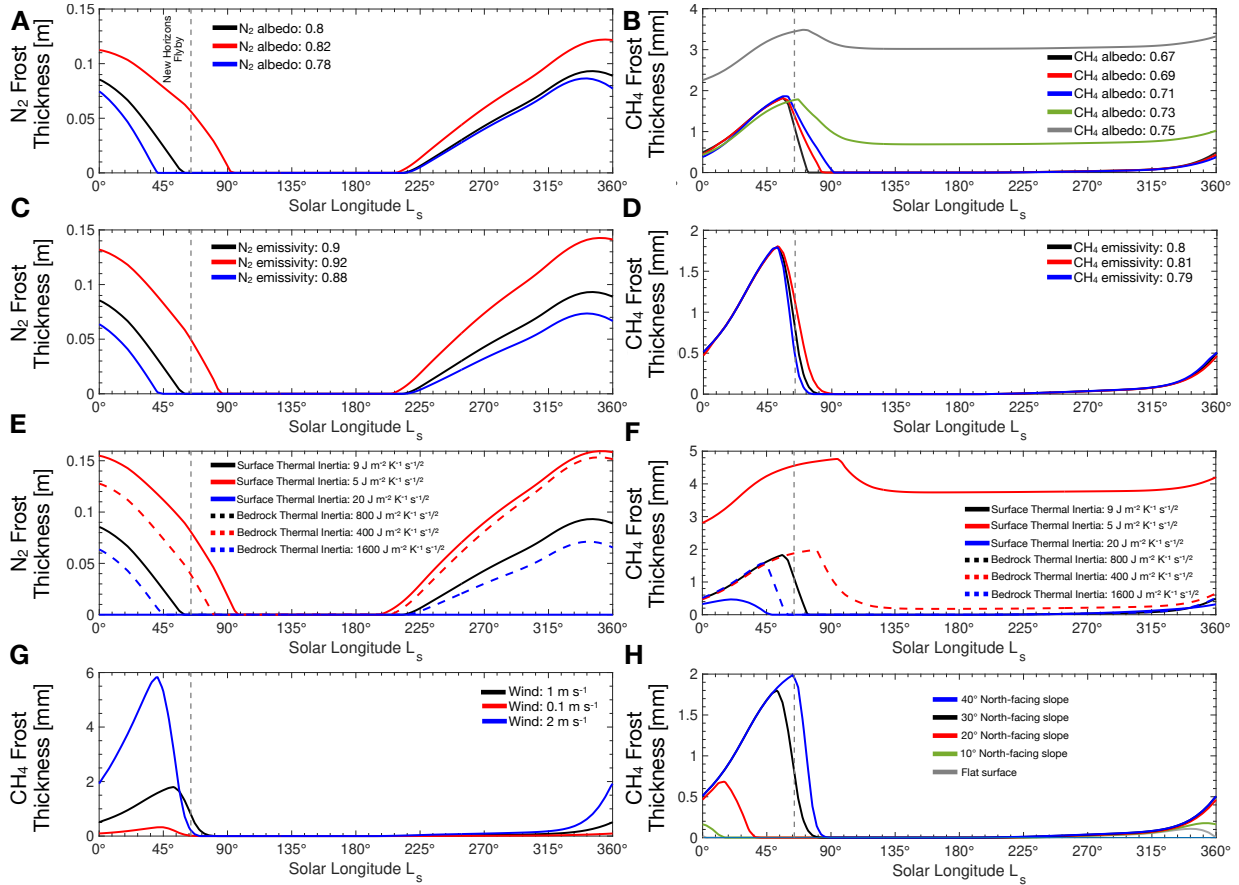 A
N₂ Frost
Thickness [m]
0.15
0.1
0.05
0
New Horizons
Flyby
N₂ albedo: 0.8
N₂ albedo: 0.82
N₂ albedo: 0.78
0° 45° 90° 135° 180° 225° 270° 315° 360°
Solar Longitude Lₛ
B
CH₄ Frost
Thickness [mm]
4
3
2
1
0
CH₄ albedo: 0.67
CH₄ albedo: 0.69
CH₄ albedo: 0.71
CH₄ albedo: 0.73
CH₄ albedo: 0.75
0° 45° 90° 135° 180° 225° 270° 315° 360°
Solar Longitude Lₛ
C
N₂ Frost
Thickness [m]
0.15
0.1
0.05
0
N₂ emissivity: 0.9
N₂ emissivity: 0.92
N₂ emissivity: 0.88
0° 45° 90° 135° 180° 225° 270° 315° 360°
Solar Longitude Lₛ
D
CH₄ Frost
Thickness [mm]
2
1.5
1
0.5
0
CH₄ emissivity: 0.8
CH₄ emissivity: 0.81
CH₄ emissivity: 0.79
0° 45° 90° 135° 180° 225° 270° 315° 360°
Solar Longitude Lₛ
E
N₂ Frost
Thickness [m]
0.15
0.1
0.05
0
Surface Thermal Inertia: 9 J m⁻² K⁻¹ s⁻¹/²
Surface Thermal Inertia: 5 J m⁻² K⁻¹ s⁻¹/²
Surface Thermal Inertia: 20 J m⁻² K⁻¹ s⁻¹/²
Bedrock Thermal Inertia: 800 J m⁻² K⁻¹ s⁻¹/²
Bedrock Thermal Inertia: 400 J m⁻² K⁻¹ s⁻¹/²
Bedrock Thermal Inertia: 1600 J m⁻² K⁻¹ s⁻¹/²
0° 45° 90° 135° 180° 225° 270° 315° 360°
Solar Longitude Lₛ
F
CH₄ Frost
Thickness [mm]
5
4
3
2
1
0
Surface Thermal Inertia: 9 J m⁻² K⁻¹ s⁻¹/²
Surface Thermal Inertia: 5 J m⁻² K⁻¹ s⁻¹/²
Surface Thermal Inertia: 20 J m⁻² K⁻¹ s⁻¹/²
Bedrock Thermal Inertia: 800 J m⁻² K⁻¹ s⁻¹/²
Bedrock Thermal Inertia: 400 J m⁻² K⁻¹ s⁻¹/²
Bedrock Thermal Inertia: 1600 J m⁻² K⁻¹ s⁻¹/²
0° 45° 90° 135° 180° 225° 270° 315° 360°
Solar Longitude Lₛ
G
CH₄ Frost
Thickness [mm]
6
4
2
0
Wind: 1 m s⁻¹
Wind: 0.1 m s⁻¹
Wind: 2 m s⁻¹
0° 45° 90° 135° 180° 225° 270° 315° 360°
Solar Longitude Lₛ
H
CH₄ Frost
Thickness [mm]
2
1.5
1
0.5
0
40° North-facing slope
30° North-facing slope
20° North-facing slope
10° North-facing slope
Flat surface
0° 45° 90° 135° 180° 225° 270° 315° 360°
Solar Longitude Lₛ